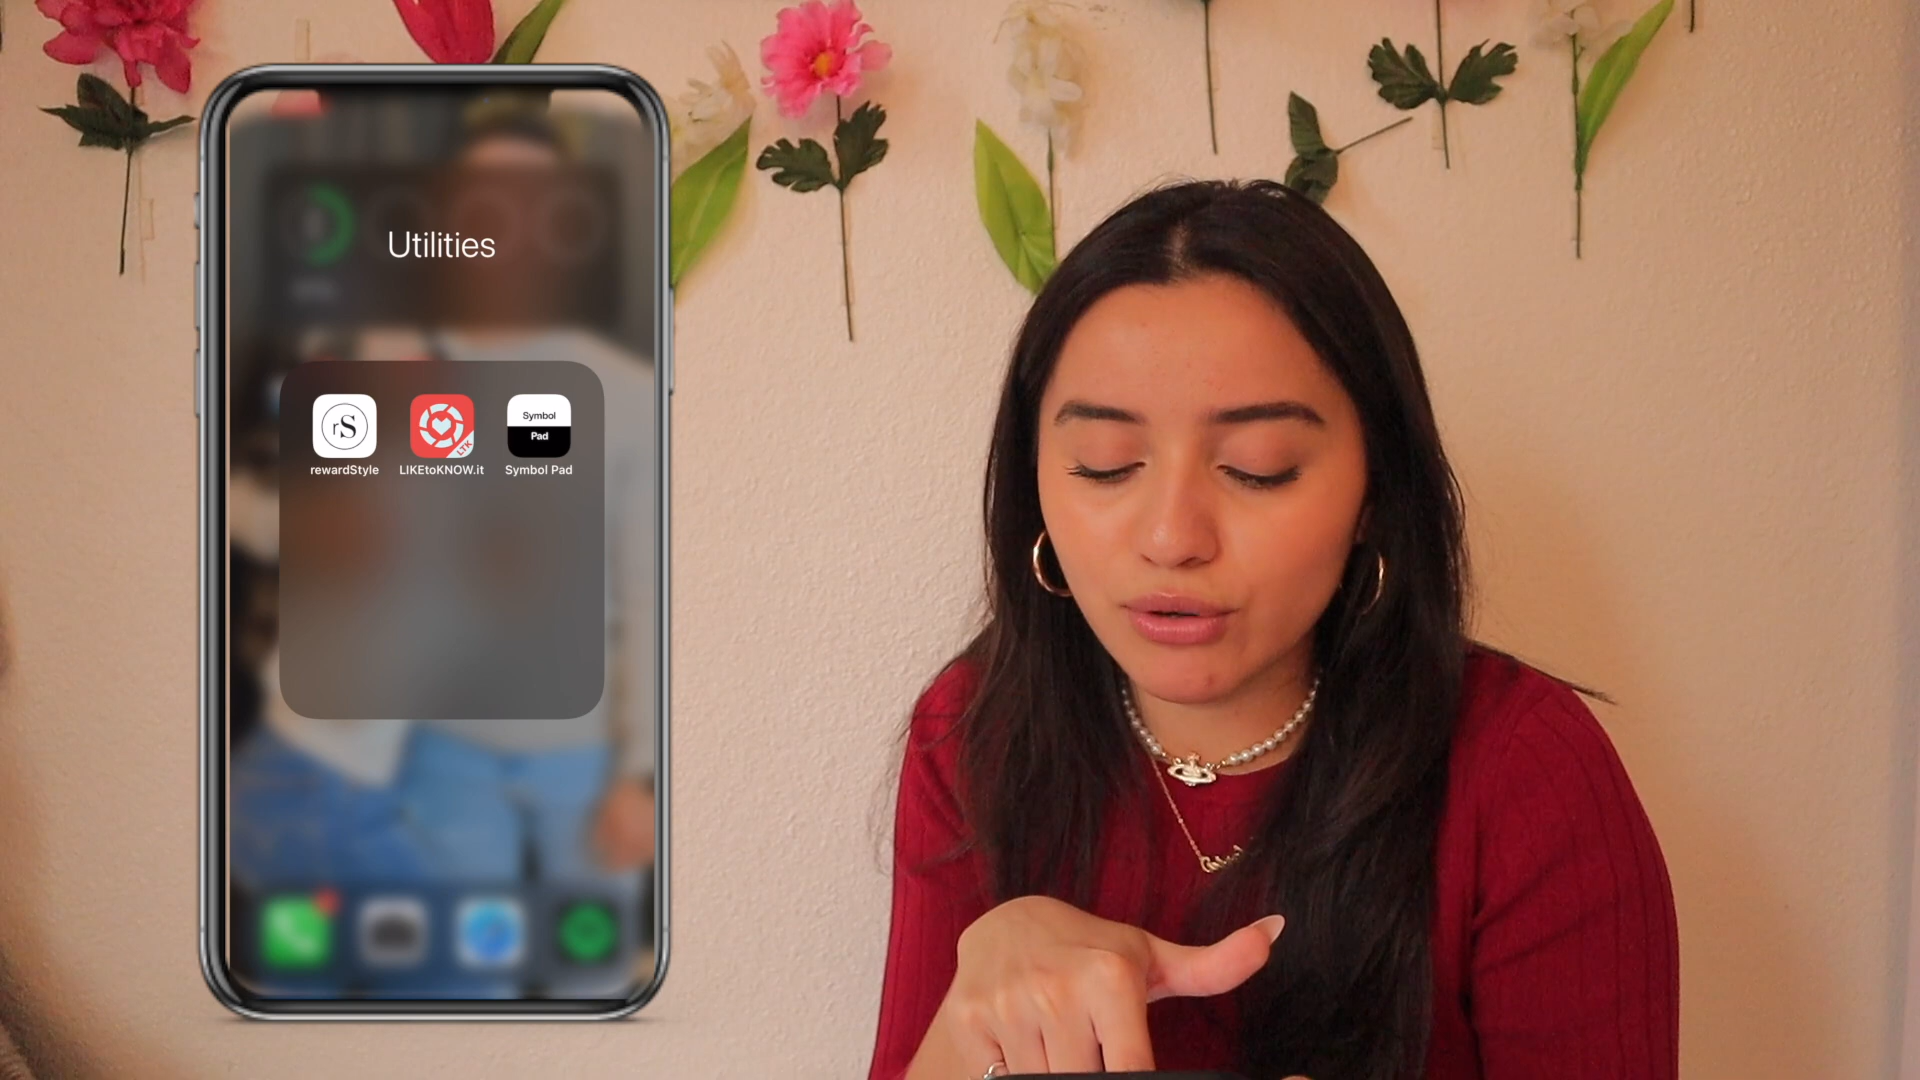 Utilities
rS
LTK
Symbol
Pad
rewardStyle
LIKEtoKNOW.it
Symbol Pad